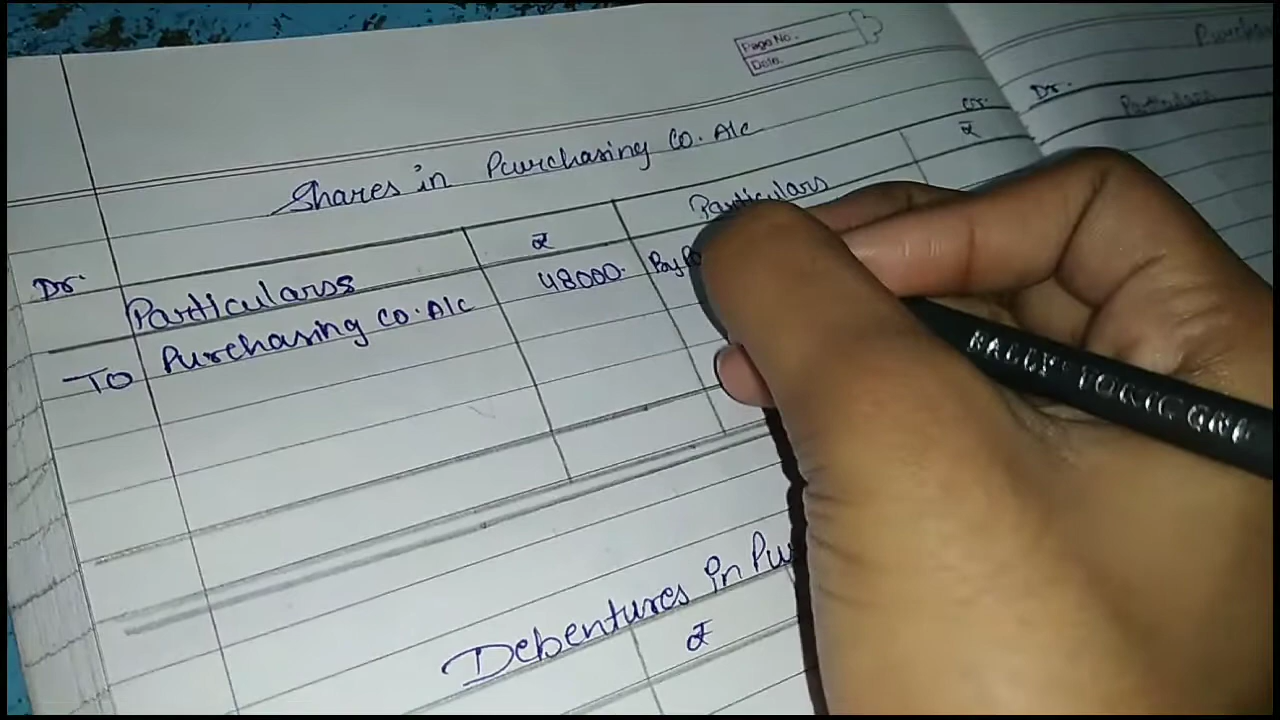 Page No.
Date.
Shares in Purchasing Co. A/c
Dr. Cr.
Particulars ₹ Particulars ₹
To Purchasing Co. A/c 48000.
Debentures in
₹
Dr.
Particulars